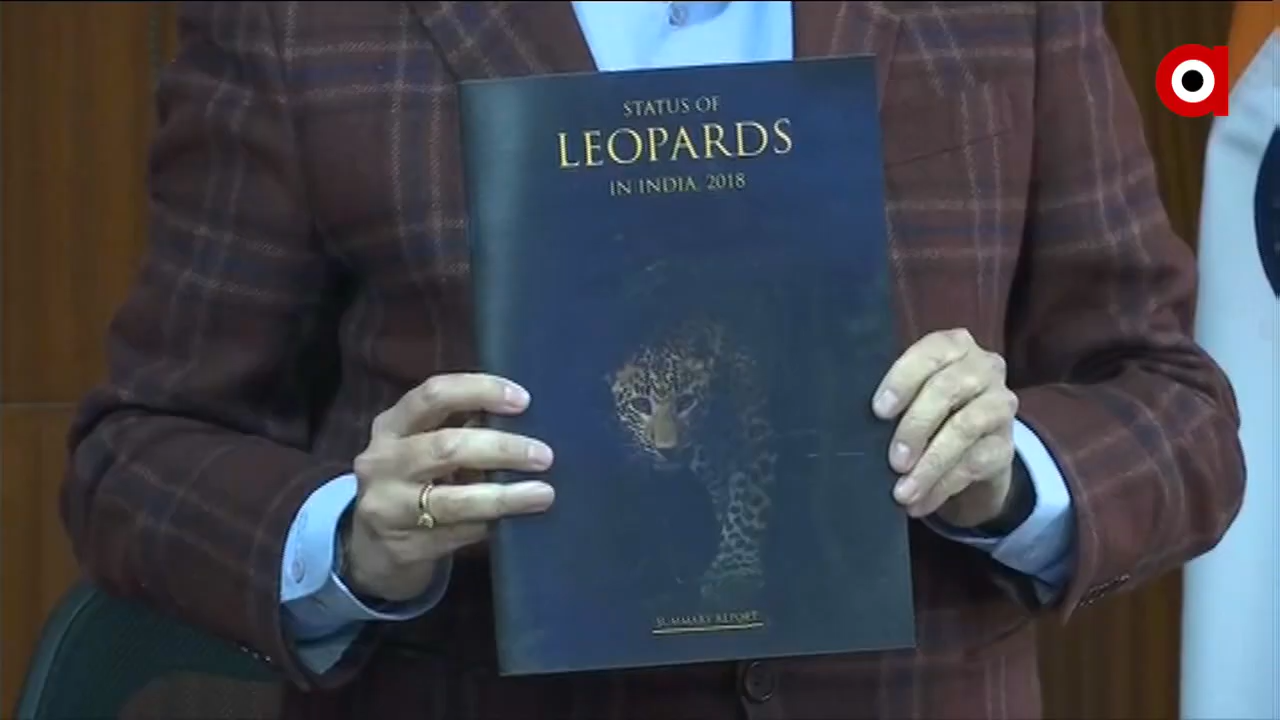 STATUS OF
LEOPARDS
IN INDIA, 2018
SUMMARY REPORT